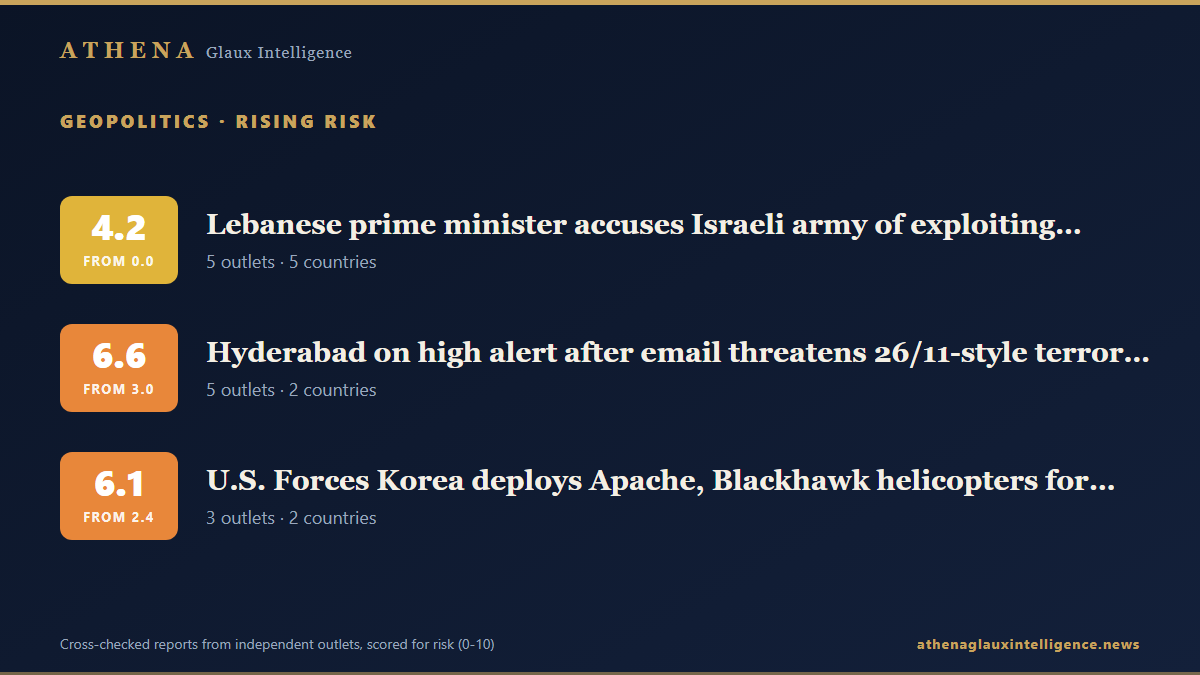 ATHENA Glaux Intelligence
GEOPOLITICS · RISING RISK
4.2
FROM 0.0
Lebanese prime minister accuses Israeli army of exploiting...
5 outlets · 5 countries
6.6
FROM 3.0
Hyderabad on high alert after email threatens 26/11-style terror...
5 outlets · 2 countries
6.1
FROM 2.4
U.S. Forces Korea deploys Apache, Blackhawk helicopters for...
3 outlets · 2 countries
Cross-checked reports from independent outlets, scored for risk (0-10)
athenaglauxintelligence.news